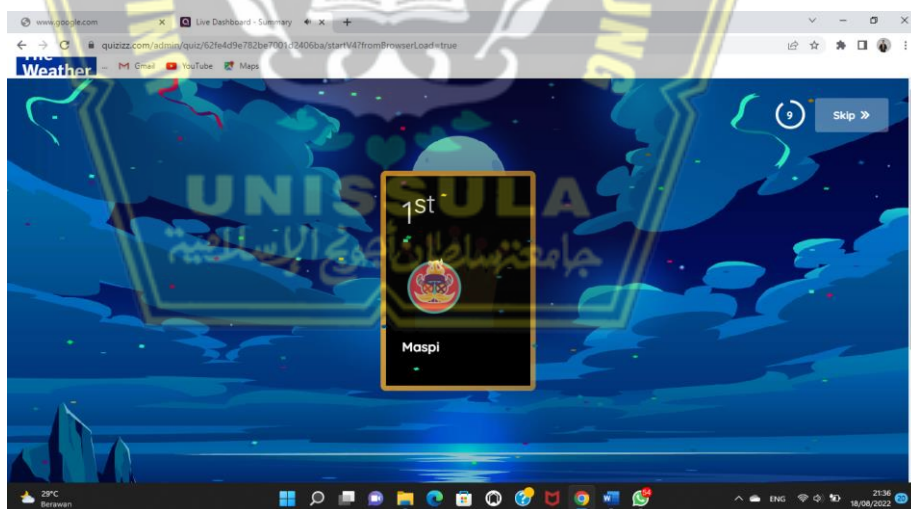 www.google.com
Live Dashboard - Summary
quizizz.com/admin/quiz/62fe4d9e782be7001d2406ba/startV4?fromBrowserLoad=true
The
Weather
Gmail
YouTube
Maps
9
Skip
1st
UNISSULA
جامعة سلطان أجونج الإسلامية
Maspi
29°C
Berawan
ENG
21:36
18/08/2022